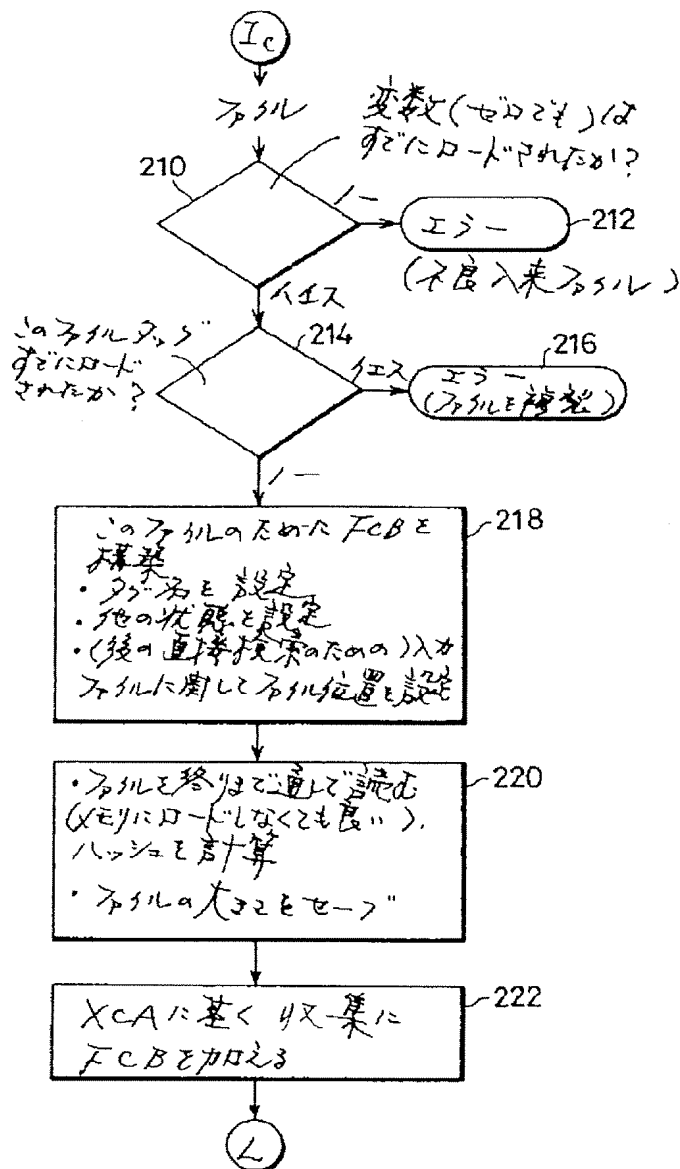 Ic
ファイル
変数(ゼロでも)は
すでにロードされたか?
210
ノー
エラー
212
(不良入来ファイル)
イエス
このファイルタッグ
すでにロード
されたか?
214
イエス
216
エラー
(ファイルを複製)
ノー
218
このファイルのためのFCBを
構築
・タグ名を設定
・他の状態を設定
・(後の直接検索のための)入力
ファイルに関してファイル位置を設定
220
・ファイルを終りまで通して読む
(メモリにロードしなくても良い),
ハッシュを計算
・ファイルの大きさをセーブ
222
XCAに基く収集に
FCBを加える
L